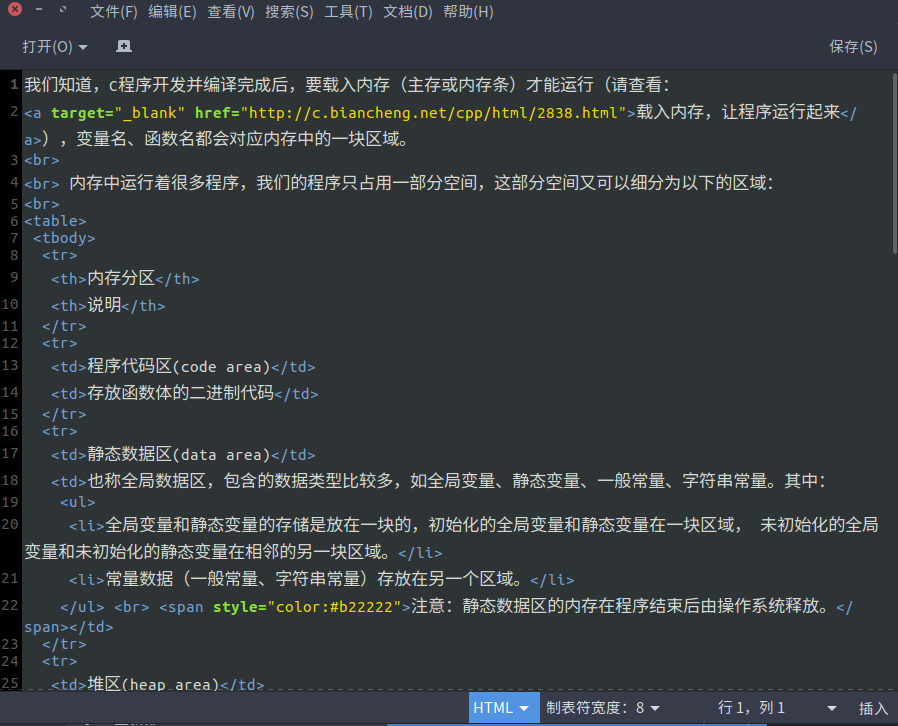 文件(F) 编辑(E) 查看(V) 搜索(S) 工具(T) 文档(D) 帮助(H)
打开(O) 保存(S)
1 我们知道，c程序开发并编译完成后，要载入内存（主存或内存条）才能运行（请查看：
2 <a target="_blank" href="http://c.biancheng.net/cpp/html/2838.html">载入内存，让程序运行起来</
a>），变量名、函数名都会对应内存中的一块区域。
3 <br>
4 <br> 内存中运行着很多程序，我们的程序只占用一部分空间，这部分空间又可以细分为以下的区域：
5 <br>
6 <table>
7 <tbody>
8 <tr>
9 <th>内存分区</th>
10 <th>说明</th>
11 </tr>
12 <tr>
13 <td>程序代码区(code area)</td>
14 <td>存放函数体的二进制代码</td>
15 </tr>
16 <tr>
17 <td>静态数据区(data area)</td>
18 <td>也称全局数据区，包含的数据类型比较多，如全局变量、静态变量、一般常量、字符串常量。其中：
19 <ul>
20 <li>全局变量和静态变量的存储是放在一块的，初始化的全局变量和静态变量在一块区域， 未初始化的全局
变量和未初始化的静态变量在相邻的另一块区域。</li>
21 <li>常量数据（一般常量、字符串常量）存放在另一个区域。</li>
22 </ul> <br> <span style="color:#b22222">注意：静态数据区的内存在程序结束后由操作系统释放。</
span></td>
23 </tr>
24 <tr>
25 <td>堆区(heap area)</td>
HTML 制表符宽度：8 行 1，列 1 插入